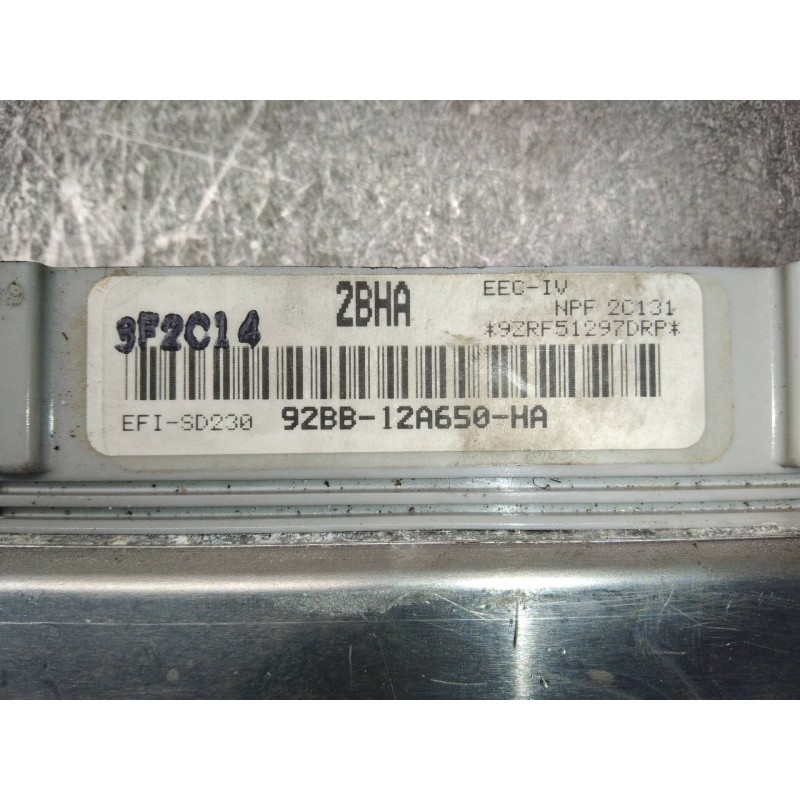 2BHA
EEC-IV
NPF 2C131
*9ZRF51297DRP*
9F2C14
EFI-SD230
92BB-12A650-HA